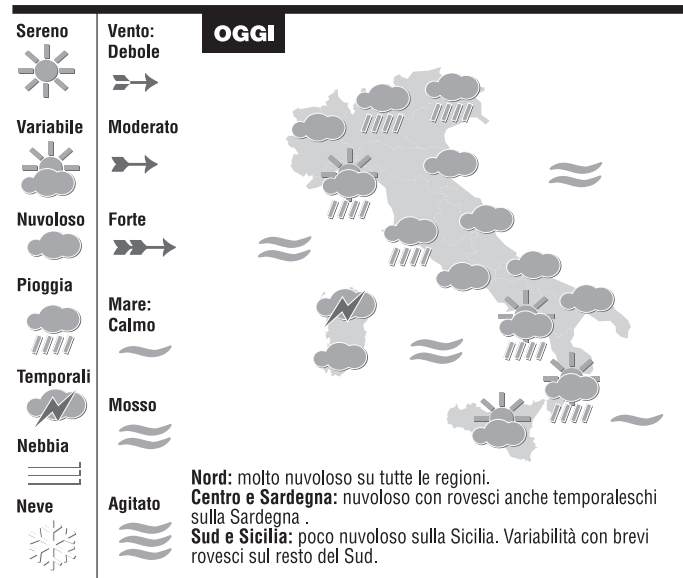 Sereno
Variabile
Nuvoloso
Pioggia
Temporali
Nebbia
Neve
Vento:
Debole
Moderato
Forte
Mare:
Calmo
Mosso
Agitato
OGGI
Nord: molto nuvoloso su tutte le regioni.
Centro e Sardegna: nuvoloso con rovesci anche temporaleschi
sulla Sardegna .
Sud e Sicilia: poco nuvoloso sulla Sicilia. Variabilità con brevi
rovesci sul resto del Sud.